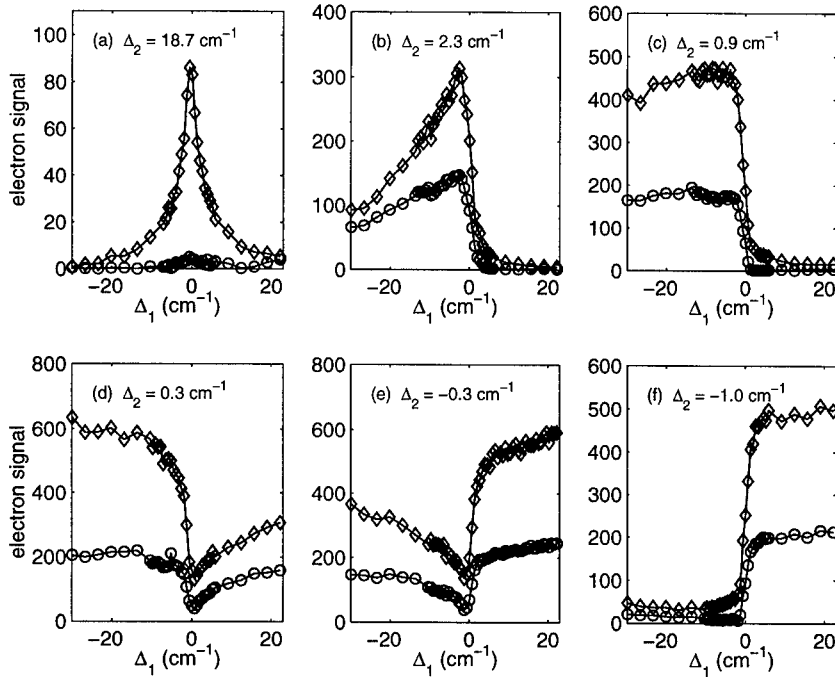 (a) Δ₂ = 18.7 cm⁻¹
(b) Δ₂ = 2.3 cm⁻¹
(c) Δ₂ = 0.9 cm⁻¹
electron signal
100
80
60
40
20
0
400
300
200
100
0
600
500
400
300
200
100
0
−20 0 20
−20 0 20
−20 0 20
Δ₁ (cm⁻¹)
Δ₁ (cm⁻¹)
Δ₁ (cm⁻¹)
(d) Δ₂ = 0.3 cm⁻¹
(e) Δ₂ = −0.3 cm⁻¹
(f) Δ₂ = −1.0 cm⁻¹
electron signal
800
600
400
200
0
800
600
400
200
0
600
500
400
300
200
100
0
−20 0 20
−20 0 20
−20 0 20
Δ₁ (cm⁻¹)
Δ₁ (cm⁻¹)
Δ₁ (cm⁻¹)